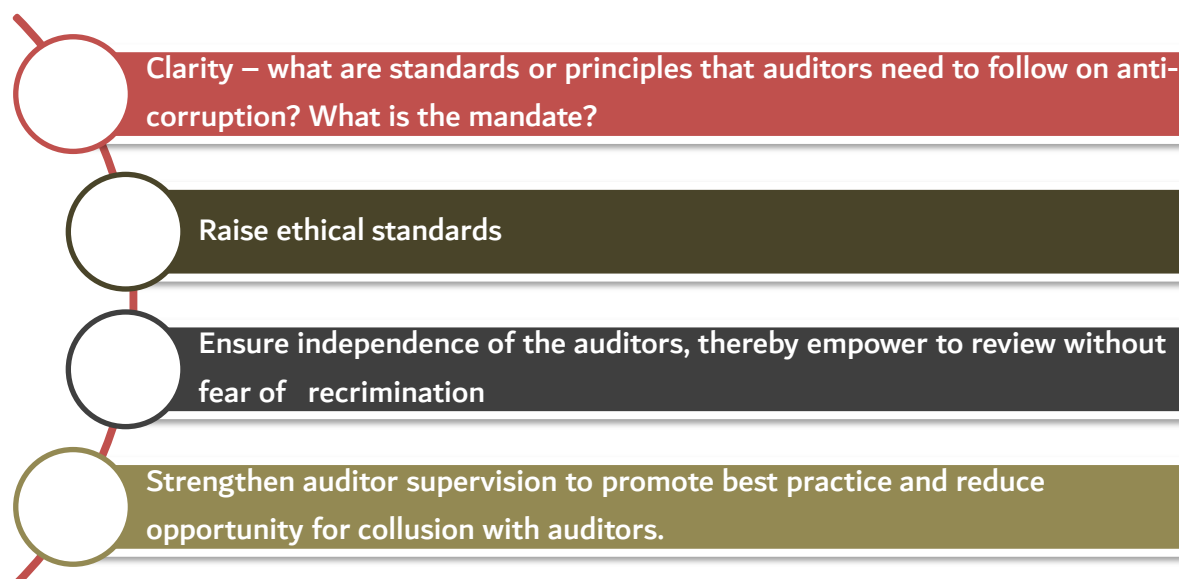 Clarity – what are standards or principles that auditors need to follow on anti-
corruption? What is the mandate?
Raise ethical standards
Ensure independence of the auditors, thereby empower to review without
fear of recrimination
Strengthen auditor supervision to promote best practice and reduce
opportunity for collusion with auditors.